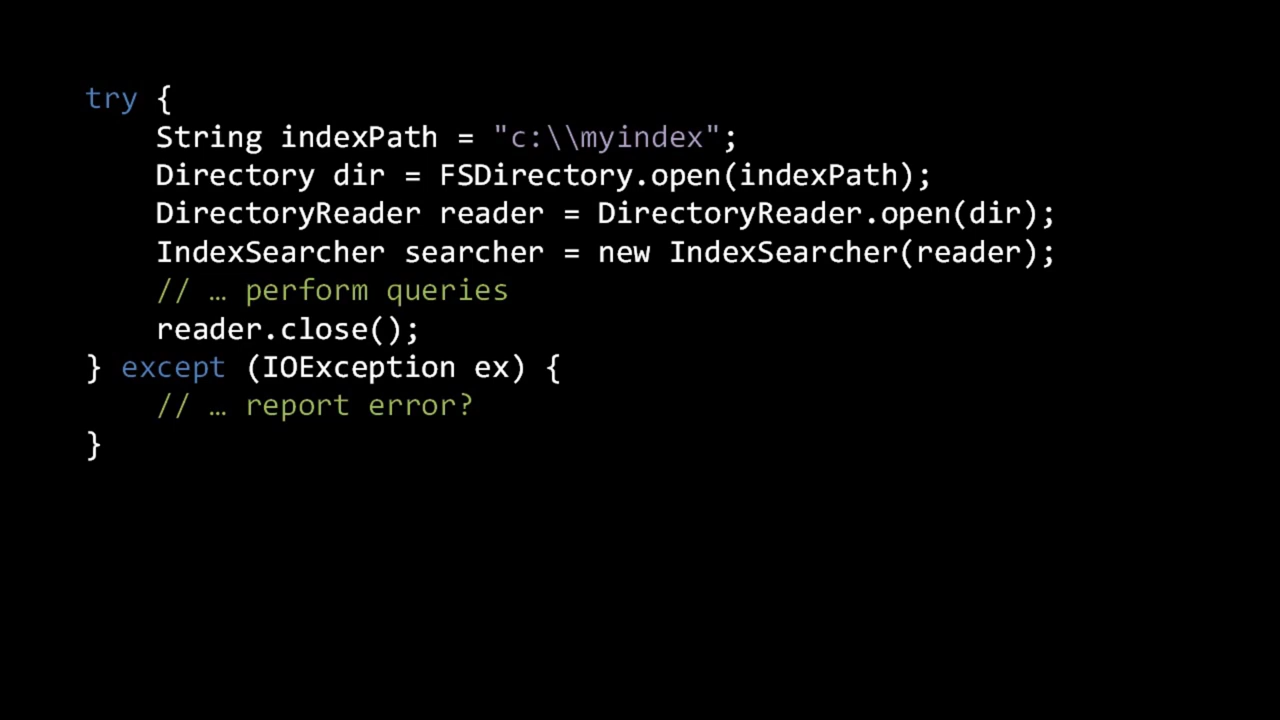 try {
    String indexPath = "c:\\myindex";
    Directory dir = FSDirectory.open(indexPath);
    DirectoryReader reader = DirectoryReader.open(dir);
    IndexSearcher searcher = new IndexSearcher(reader);
    // … perform queries
    reader.close();
} except (IOException ex) {
    // … report error?
}